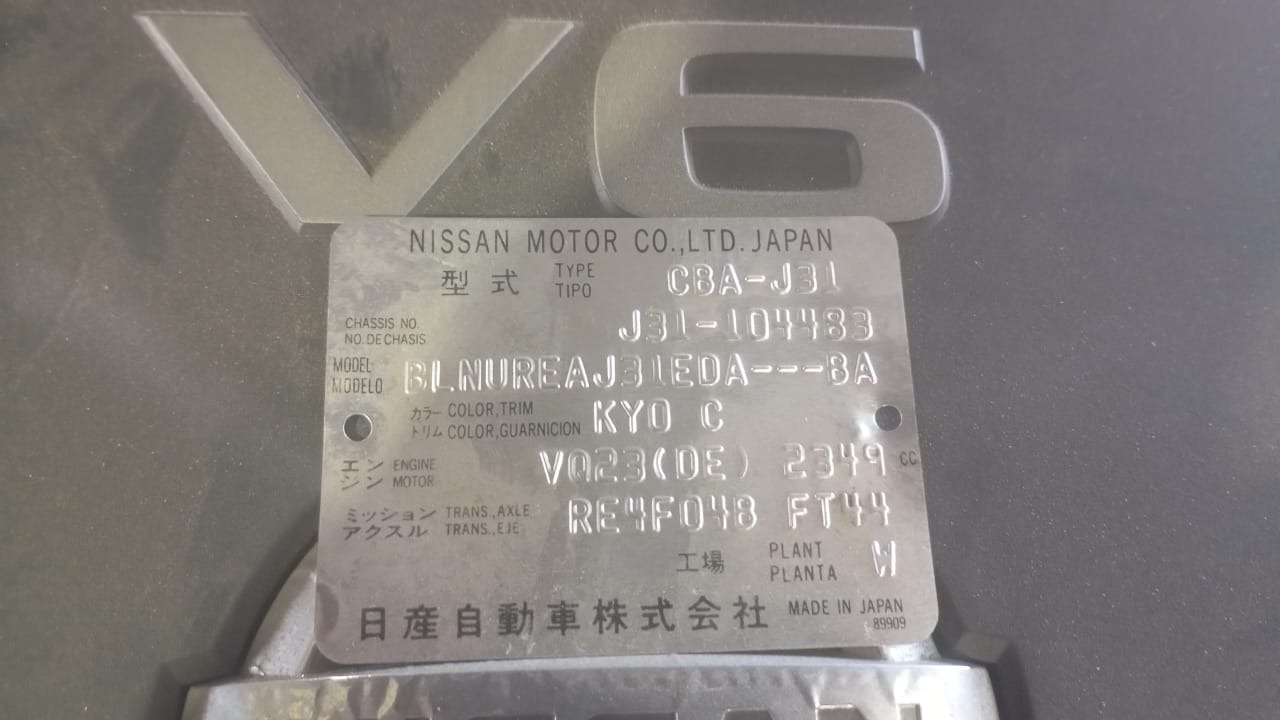 V6
NISSAN MOTOR CO.,LTD. JAPAN
型式 TYPE TIPO CBA-J31
CHASSIS NO. NO. DE CHASIS J31-104483
MODEL MODELO BLNUREAJ31EDA---BA
カラー COLOR,TRIM トリム COLOR,GUARNICION KY0 C
エンジン ENGINE MOTOR VQ23(DE) 2349 CC
ミッション TRANS.,AXLE アクスル TRANS.,EJE RE4F04B FT44
工場 PLANT PLANTA W
日産自動車株式会社 MADE IN JAPAN
89909